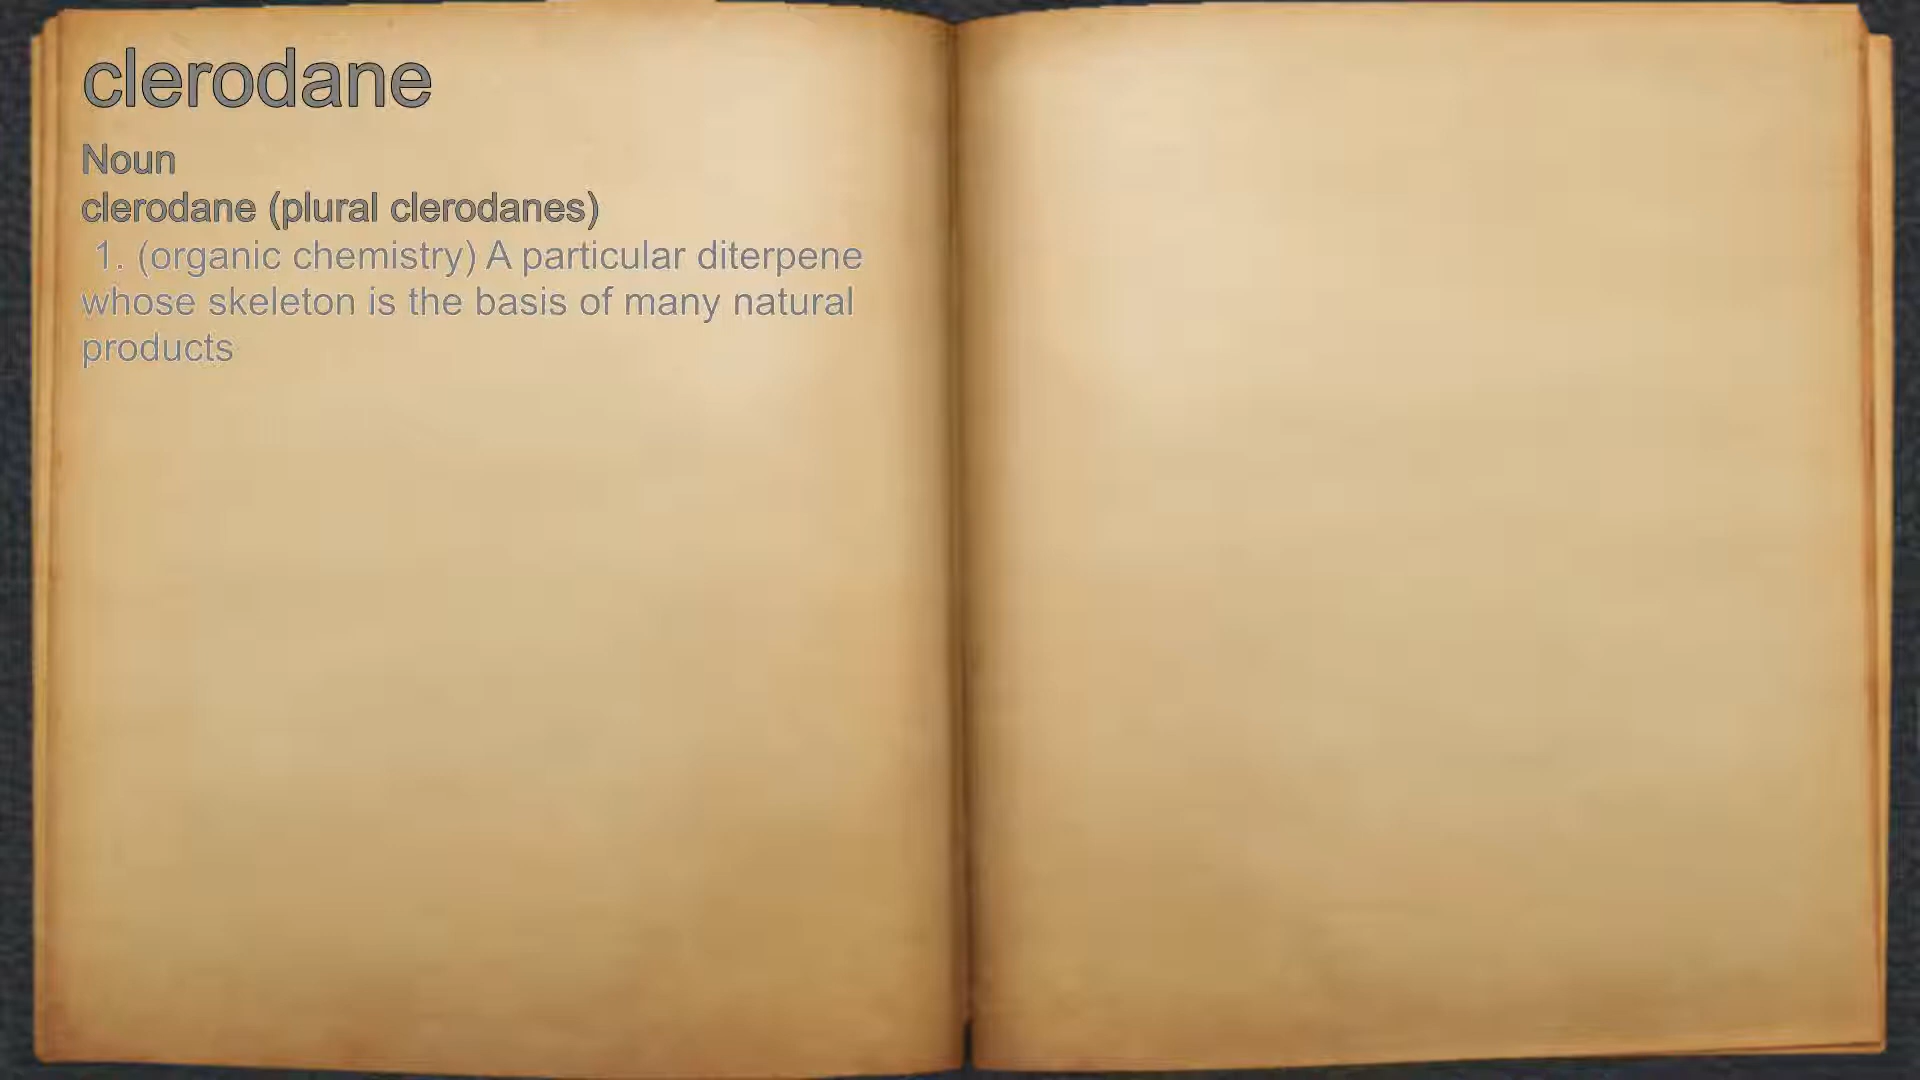 clerodane
Noun
clerodane (plural clerodanes)
1. (organic chemistry) A particular diterpene
whose skeleton is the basis of many natural
products